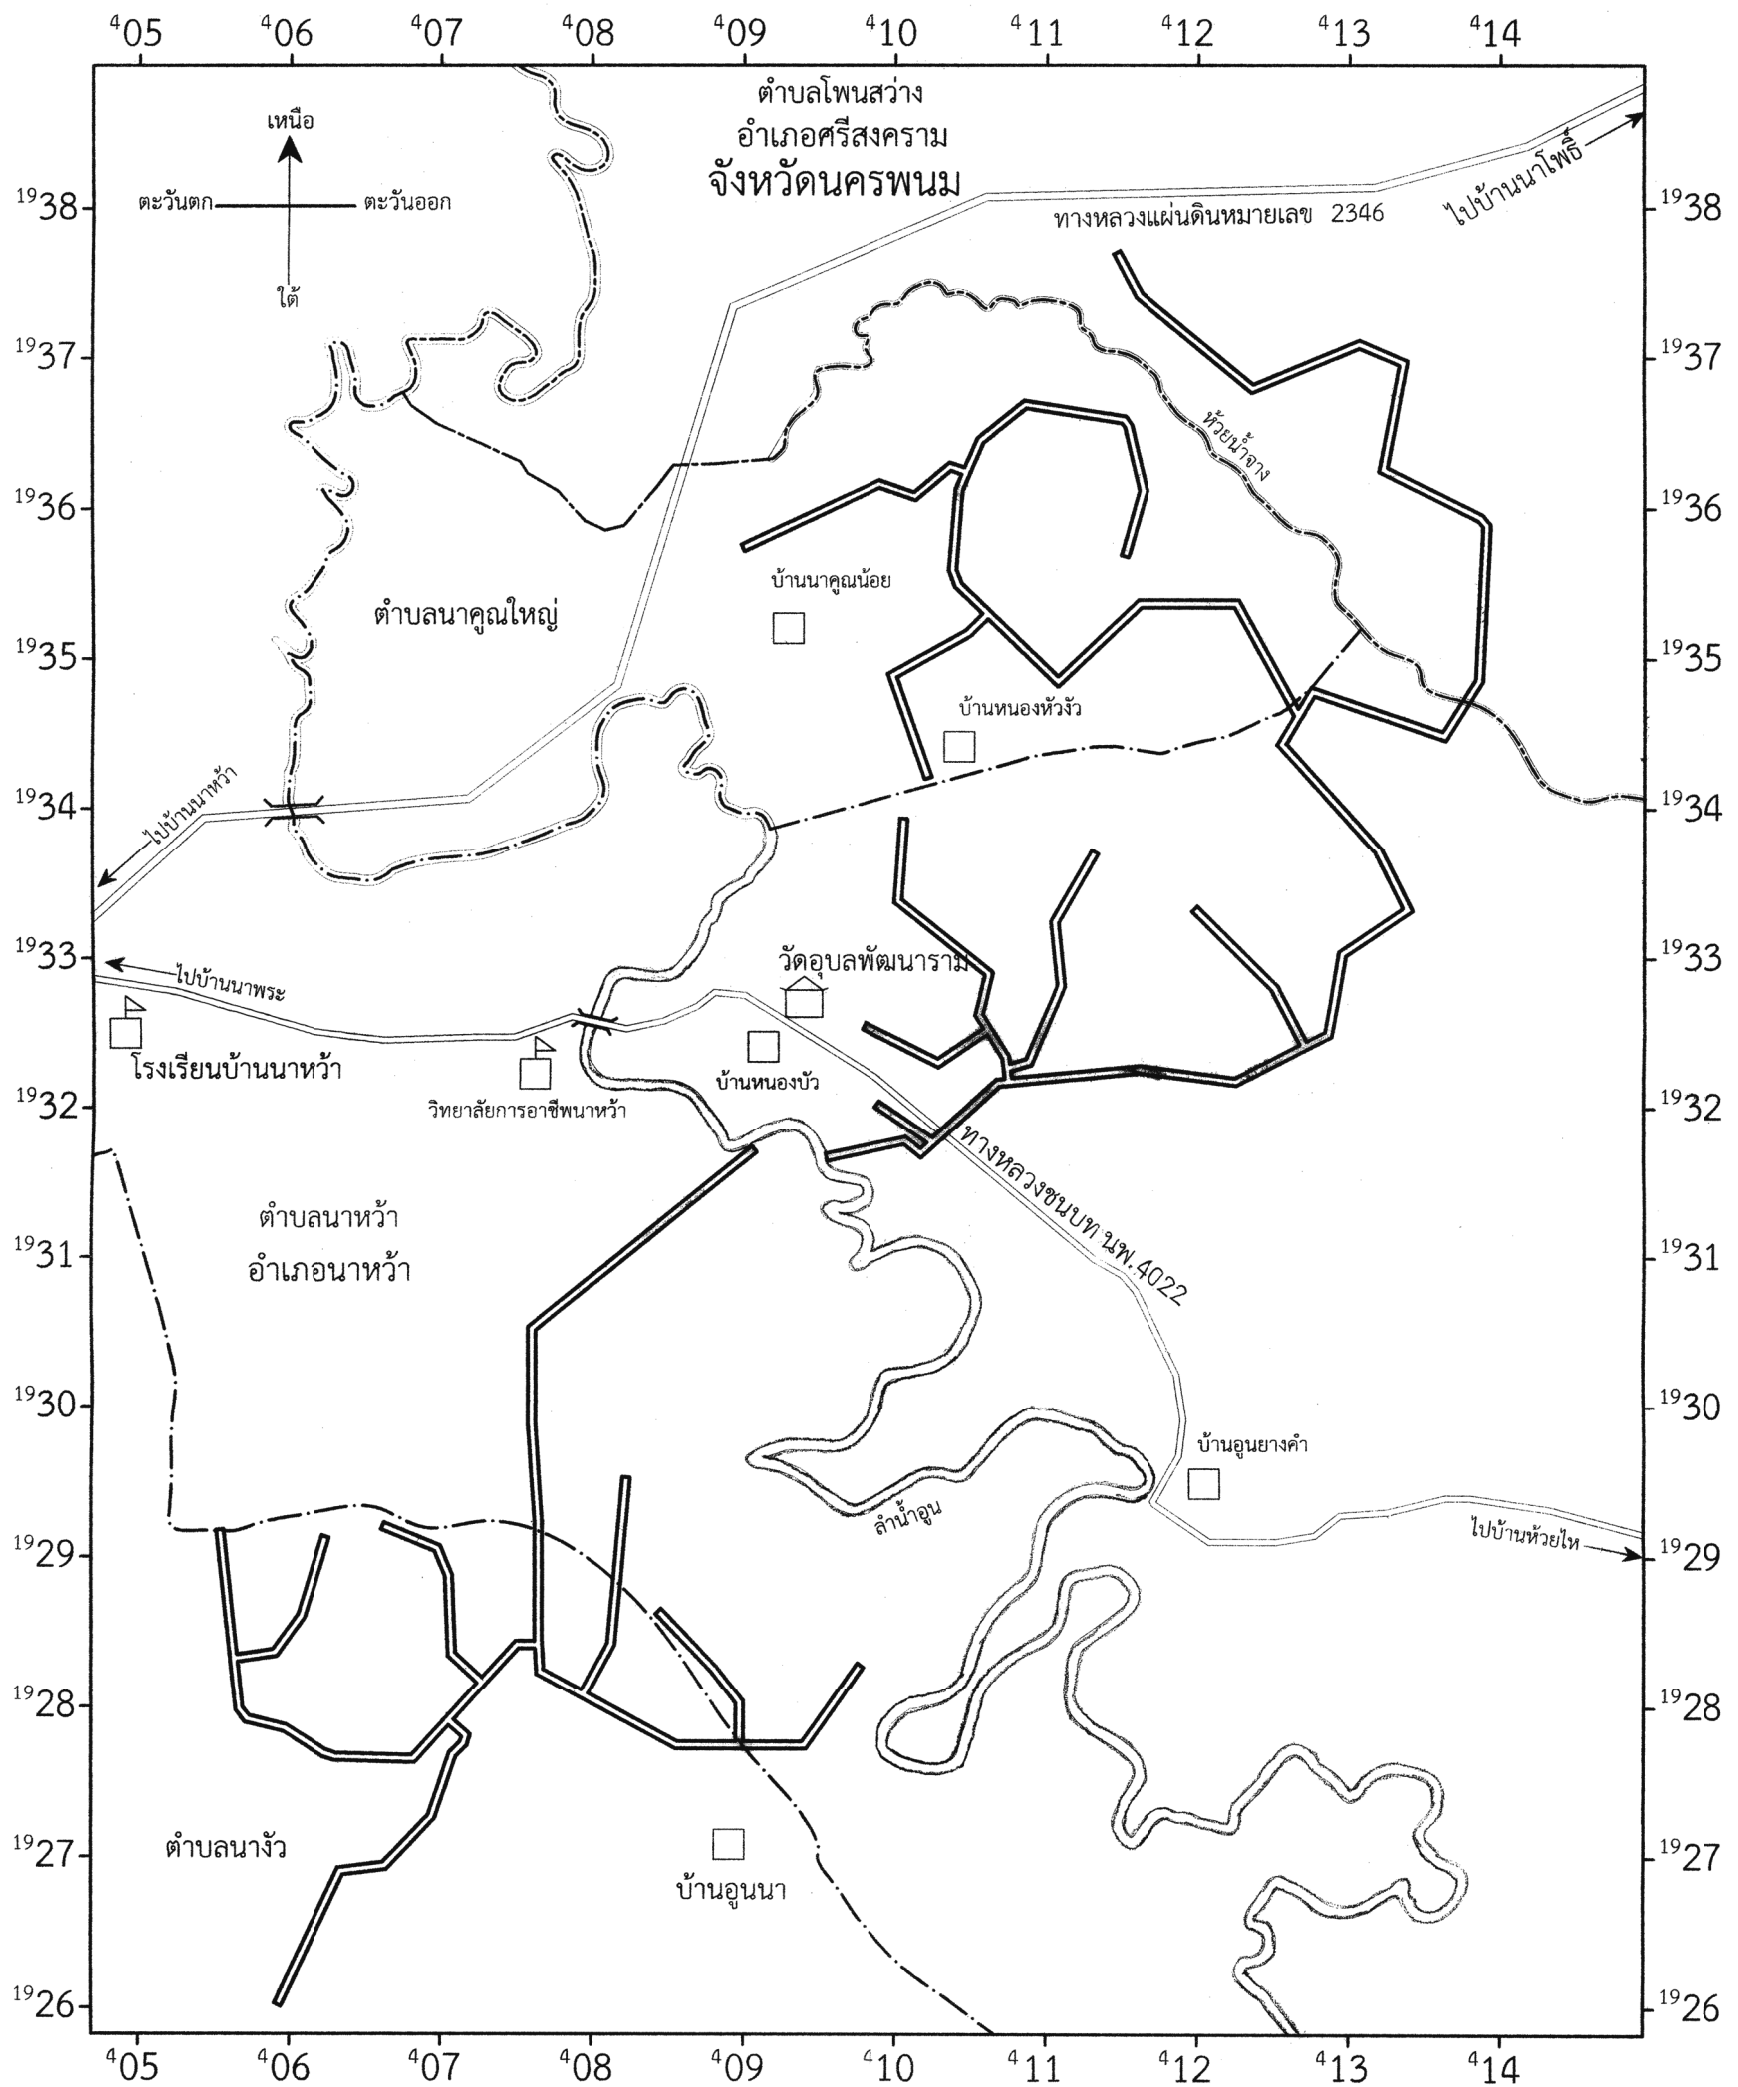 405 406 407 408 409 410 411 412 413 414
ตำบลโพนสว่าง
อำเภอศรีสงคราม
จังหวัดนครพนม
เหนือ
ตะวันตก ตะวันออก
ใต้
ไปบ้านนาโพธิ์
ทางหลวงแผ่นดินหมายเลข 2346
1938 1938
1937 1937
ห้วยน้ำจาง
1936 1936
บ้านนาคูณน้อย
ตำบลนาคูณใหญ่
1935 1935
บ้านหนองหัวงัว
ไปบ้านนาหว้า
1934 1934
1933 1933
วัดอุบลพัฒนาราม
ไปบ้านนาพระ
โรงเรียนบ้านนาหว้า
บ้านหนองบัว
วิทยาลัยการอาชีพนาหว้า
1932 1932
ทางหลวงชนบท นพ.4022
ตำบลนาหว้า
อำเภอนาหว้า
1931 1931
1930 1930
บ้านอูนยางคำ
ลำน้ำอูน
ไปบ้านห้วยไห
1929 1929
1928 1928
ตำบลนางัว
1927 1927
บ้านอูนนา
1926 1926
405 406 407 408 409 410 411 412 413 414